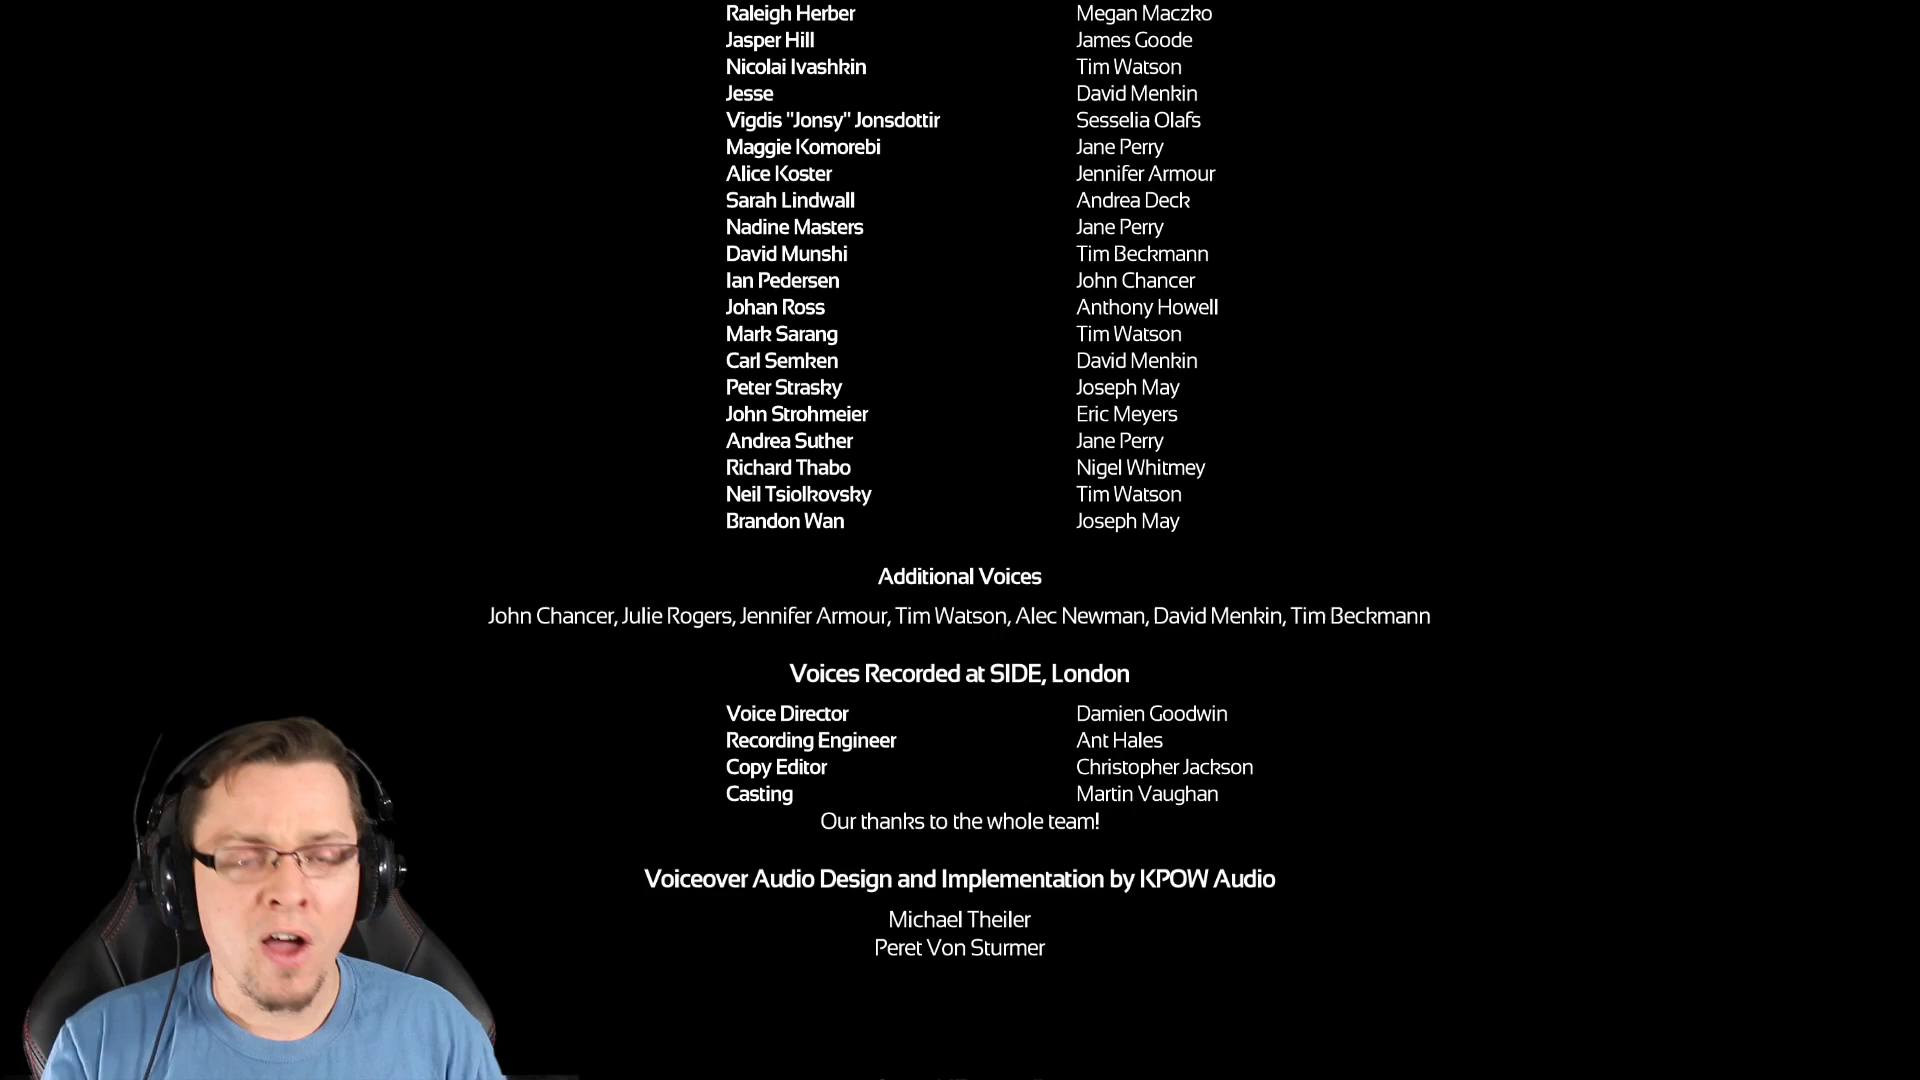 Raleigh Herber Megan Maczko
Jasper Hill James Goode
Nicolai Ivashkin Tim Watson
Jesse David Menkin
Vigdis "Jonsy" Jonsdottir Sesselia Olafs
Maggie Komorebi Jane Perry
Alice Koster Jennifer Armour
Sarah Lindwall Andrea Deck
Nadine Masters Jane Perry
David Munshi Tim Beckmann
Ian Pedersen John Chancer
Johan Ross Anthony Howell
Mark Sarang Tim Watson
Carl Semken David Menkin
Peter Strasky Joseph May
John Strohmeier Eric Meyers
Andrea Suther Jane Perry
Richard Thabo Nigel Whitmey
Neil Tsiolkovsky Tim Watson
Brandon Wan Joseph May
Additional Voices
John Chancer, Julie Rogers, Jennifer Armour, Tim Watson, Alec Newman, David Menkin, Tim Beckmann
Voices Recorded at SIDE, London
Voice Director Damien Goodwin
Recording Engineer Ant Hales
Copy Editor Christopher Jackson
Casting Martin Vaughan
Our thanks to the whole team!
Voiceover Audio Design and Implementation by KPOW Audio
Michael Theiler
Peret Von Sturmer